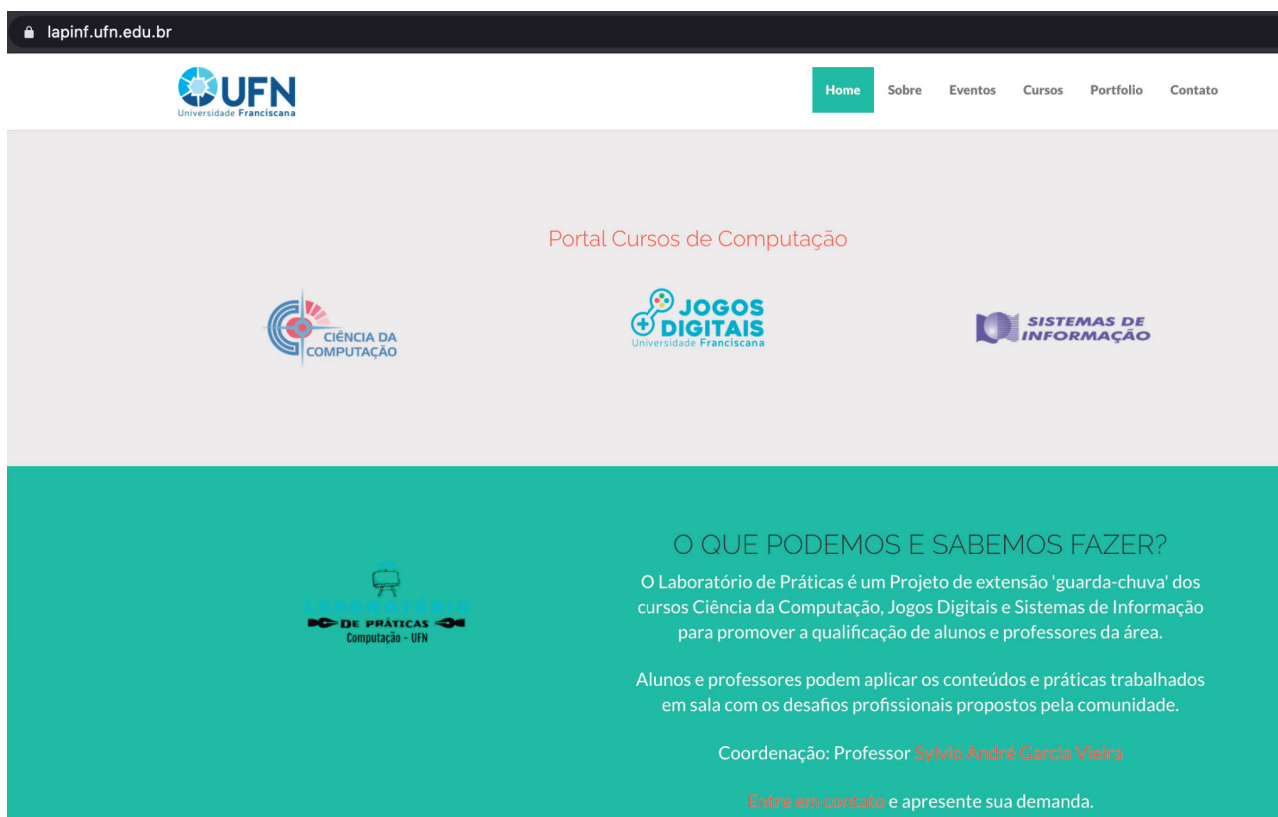 lapinf.ufn.edu.br
UFN
Universidade Franciscana
Home Sobre Eventos Cursos Portfolio Contato
Portal Cursos de Computação
CIÊNCIA DA
COMPUTAÇÃO
JOGOS
DIGITAIS
Universidade Franciscana
SISTEMAS DE
INFORMAÇÃO
LABORATÓRIO
DE PRÁTICAS
Computação - UFN
O QUE PODEMOS E SABEMOS FAZER?
O Laboratório de Práticas é um Projeto de extensão 'guarda-chuva' dos
cursos Ciência da Computação, Jogos Digitais e Sistemas de Informação
para promover a qualificação de alunos e professores da área.
Alunos e professores podem aplicar os conteúdos e práticas trabalhados
em sala com os desafios profissionais propostos pela comunidade.
Coordenação: Professor Sylvio André Garcia Vieira
Entre em contato e apresente sua demanda.